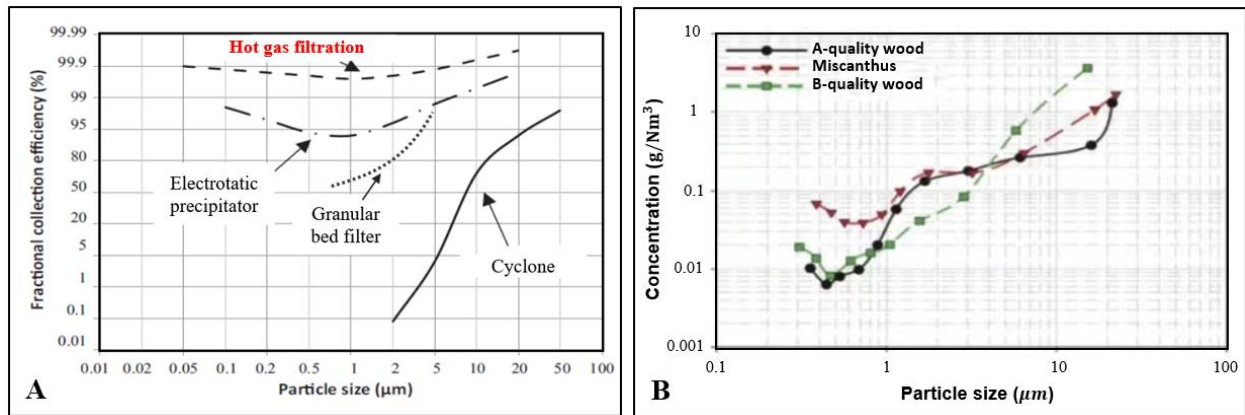 99.99
99.9
99
95
80
50
20
5
1
0.1
0.01
Fractional collection efficiency (%)
Hot gas filtration
Electrotatic
precipitator
Granular
bed filter
Cyclone
0.01 0.02 0.05 0.1 0.2 0.5 1 2 5 10 20 50 100
Particle size (μm)
A
10
1
0.1
0.01
0.001
Concentration (g/Nm³)
A-quality wood
Miscanthus
B-quality wood
0.1 1 10 100
Particle size (μm)
B